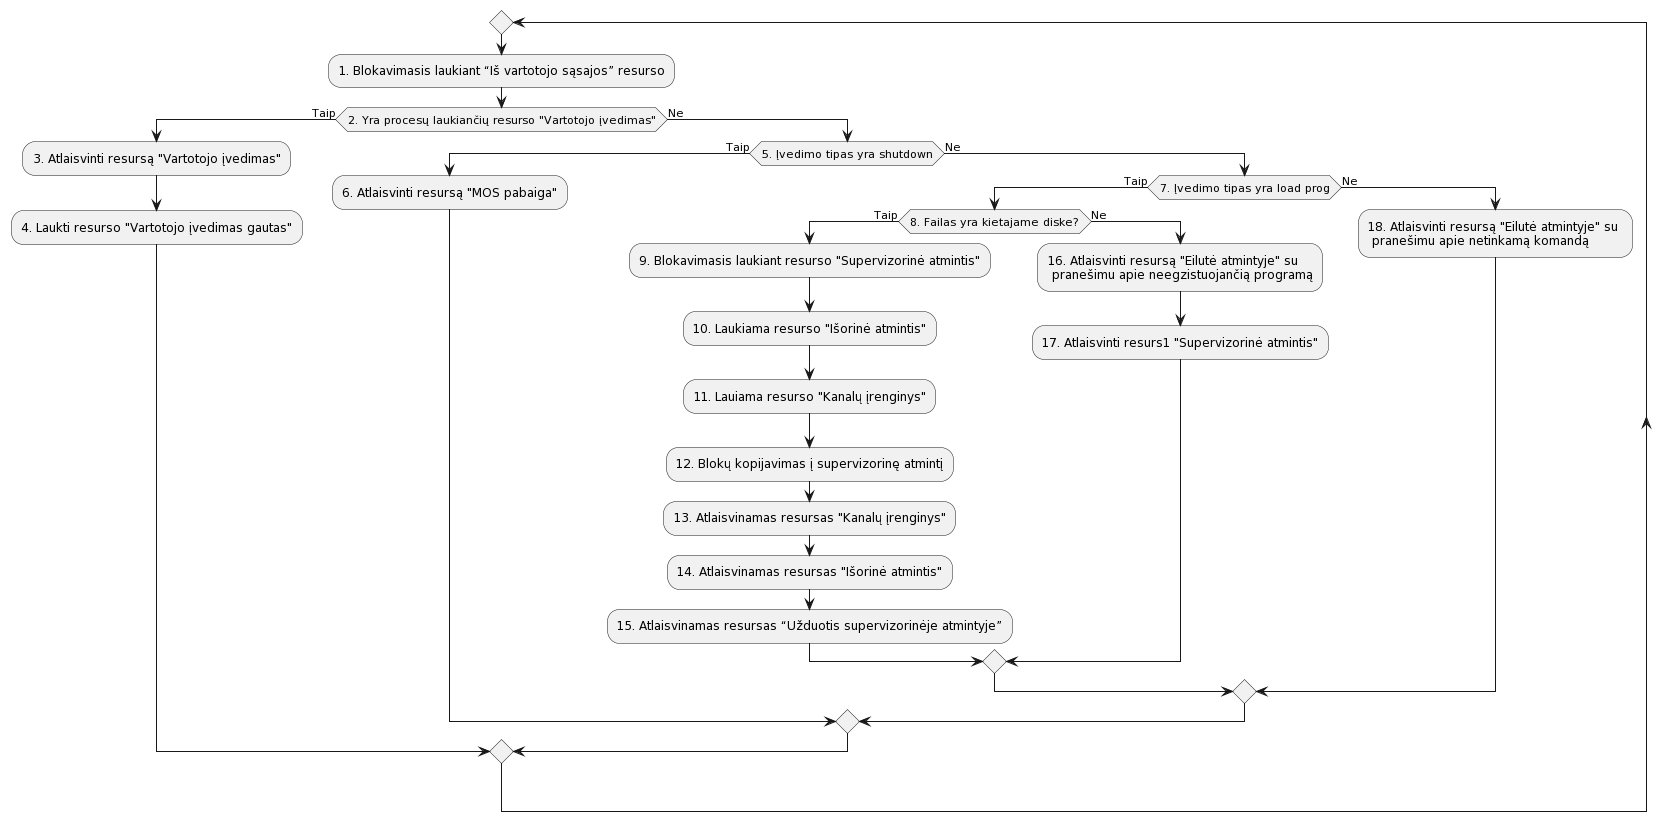 1. Blokavimasis laukiant “Iš vartotojo sąsajos” resurso
Taip
2. Yra procesų laukiančių resurso "Vartotojo įvedimas"
Ne
3. Atlaisvinti resursą "Vartotojo įvedimas"
4. Laukti resurso "Vartotojo įvedimas gautas"
Taip
5. Įvedimo tipas yra shutdown
Ne
6. Atlaisvinti resursą "MOS pabaiga"
Taip
7. Įvedimo tipas yra load prog
Ne
Taip
8. Failas yra kietajame diske?
Ne
9. Blokavimasis laukiant resurso "Supervizorinė atmintis"
10. Laukiama resurso "Išorinė atmintis"
11. Lauiama resurso "Kanalų įrenginys"
12. Blokų kopijavimas į supervizorinę atmintį
13. Atlaisvinamas resursas "Kanalų įrenginys"
14. Atlaisvinamas resursas "Išorinė atmintis"
15. Atlaisvinamas resursas “Užduotis supervizorinėje atmintyje”
16. Atlaisvinti resursą "Eilutė atmintyje" su
pranešimu apie neegzistuojančią programą
17. Atlaisvinti resurs1 "Supervizorinė atmintis"
18. Atlaisvinti resursą "Eilutė atmintyje" su
pranešimu apie netinkamą komandą